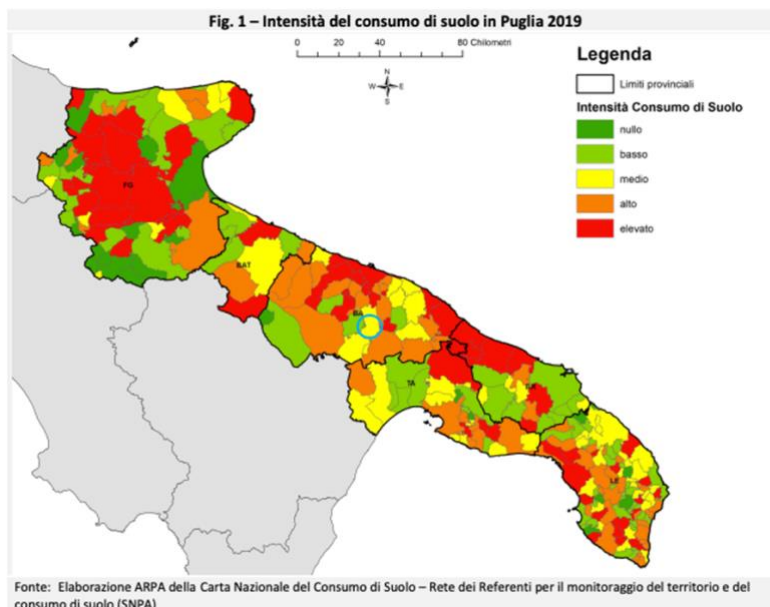 Fig. 1 – Intensità del consumo di suolo in Puglia 2019
0 20 40 80 Chilometri
N
W E
S
Legenda
Limiti provinciali
Intensità Consumo di Suolo
nullo
basso
medio
alto
elevato
FG
BAT
BA
TA
LE
Fonte: Elaborazione ARPA della Carta Nazionale del Consumo di Suolo – Rete dei Referenti per il monitoraggio del territorio e del
consumo di suolo (SNPA)